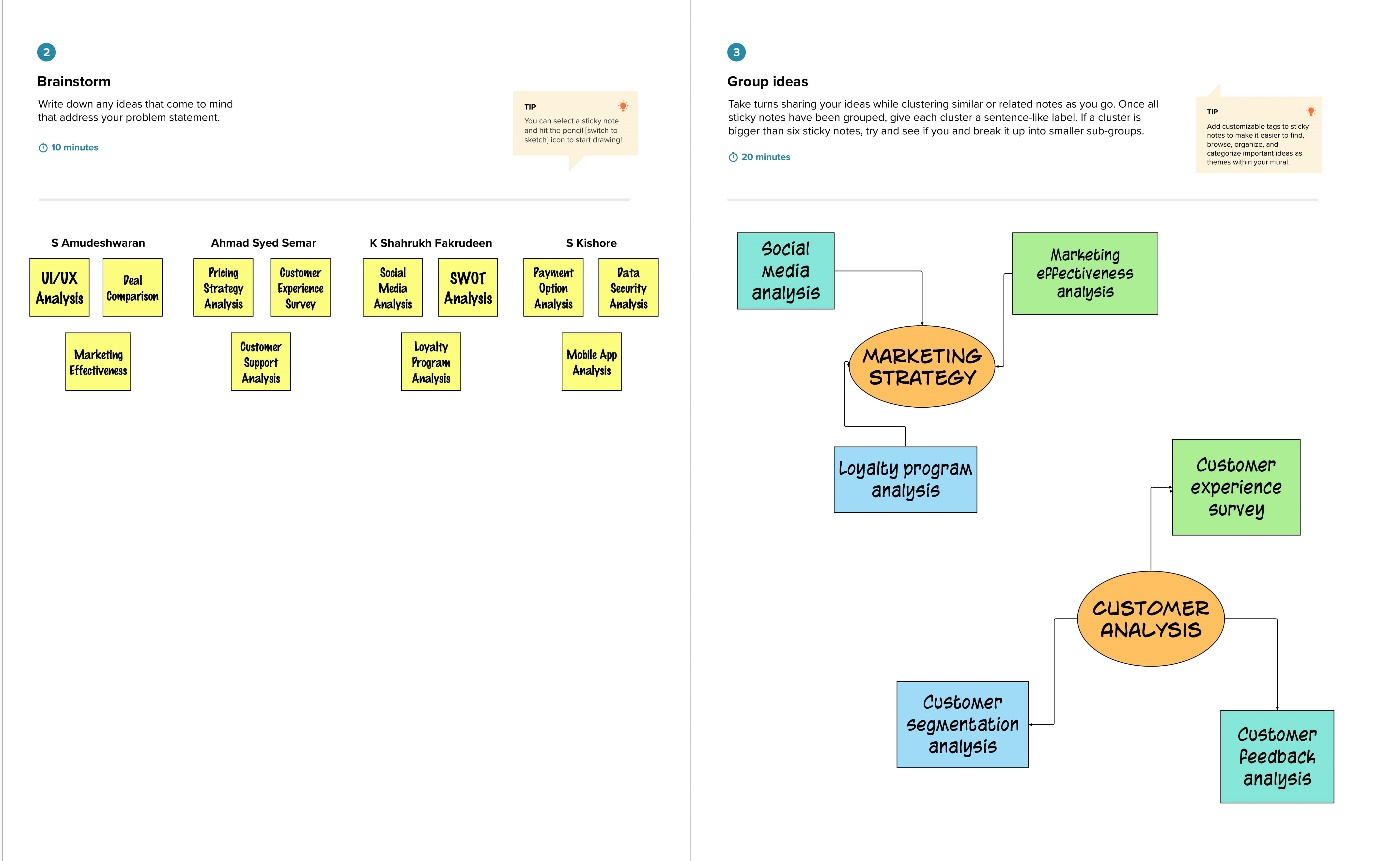 2
Brainstorm
Write down any ideas that come to mind
that address your problem statement.
10 minutes
TIP
You can select a sticky note
and hit the pencil [switch to
sketch] icon to start drawing!
S Amudeshwaran
UI/UX
Analysis
Deal
Comparison
Marketing
Effectiveness
Ahmad Syed Semar
Pricing
Strategy
Analysis
Customer
Experience
Survey
Customer
Support
Analysis
K Shahrukh Fakrudeen
Social
Media
Analysis
SWOT
Analysis
Loyalty
Program
Analysis
S Kishore
Payment
Option
Analysis
Data
Security
Analysis
Mobile App
Analysis
3
Group ideas
Take turns sharing your ideas while clustering similar or related notes as you go. Once all
sticky notes have been grouped, give each cluster a sentence-like label. If a cluster is
bigger than six sticky notes, try and see if you and break it up into smaller sub-groups.
20 minutes
TIP
Add customizable tags to sticky
notes to make it easier to find,
browse, organize, and
categorize important ideas as
themes within your mural.
Social
media
analysis
Marketing
effectiveness
analysis
MARKETING
STRATEGY
Loyalty program
analysis
Customer
experience
survey
CUSTOMER
ANALYSIS
Customer
segmentation
analysis
Customer
feedback
analysis